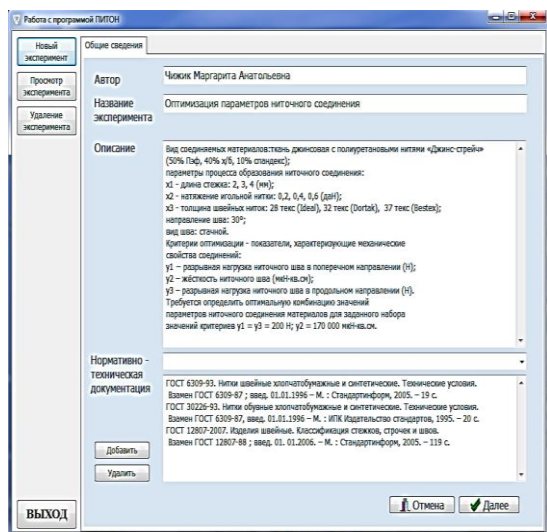 Работа с программой ПИТОН
Новый
эксперимент
Просмотр
эксперимента
Удаление
эксперимента
Общие сведения
Автор
Чижик Маргарита Анатольевна
Название
эксперимента
Оптимизация параметров ниточного соединения
Описание
Вид соединяемых материалов:ткань джинсовая с полиуретановыми нитями «Джинс-стрейч»
(50% Пэф, 40% х/б, 10% спандекс);
параметры процесса образования ниточного соединения:
х1 - длина стежка: 2, 3, 4 (мм);
х2 - натяжение игольной нитки: 0,2, 0,4, 0,6 (даН);
х3 - толщина швейных ниток: 28 текс (Ideal), 32 текс (Dortak), 37 текс (Bestex);
направление шва: 30º;
вид шва: стачной.
Критерии оптимизации - показатели, характеризующие механические
свойства соединений:
у1 – разрывная нагрузка ниточного шва в поперечном направлении (Н);
у2 – жёсткость ниточного шва (мкН-кв.см);
у3 – разрывная нагрузка ниточного шва в продольном направлении (Н).
Требуется определить оптимальную комбинацию значений
параметров ниточного соединения материалов для заданного набора
значений критериев у1 = у3 = 200 Н; у2 = 170 000 мкН-кв.см.
Нормативно -
техническая
документация
ГОСТ 6309-93. Нитки швейные хлопчатобумажные и синтетические. Технические условия.
Взамен ГОСТ 6309-87 ; введ. 01.01.1996 – М. : Стандартинформ, 2005. – 19 с.
ГОСТ 30226-93. Нитки обувные хлопчатобумажные и синтетические. Технические условия.
Взамен ГОСТ 6309-87, введ. 01.01.1996 – М. : ИПК Издательство стандартов, 1995. – 20 с.
ГОСТ 12807-2007. Изделия швейные. Классификация стежков, строчек и швов.
Взамен ГОСТ 12807-88 ; введ. 01. 01.2006. – М. : Стандартинформ, 2005. – 119 с.
Добавить
Удалить
ВЫХОД
Отмена
Далее